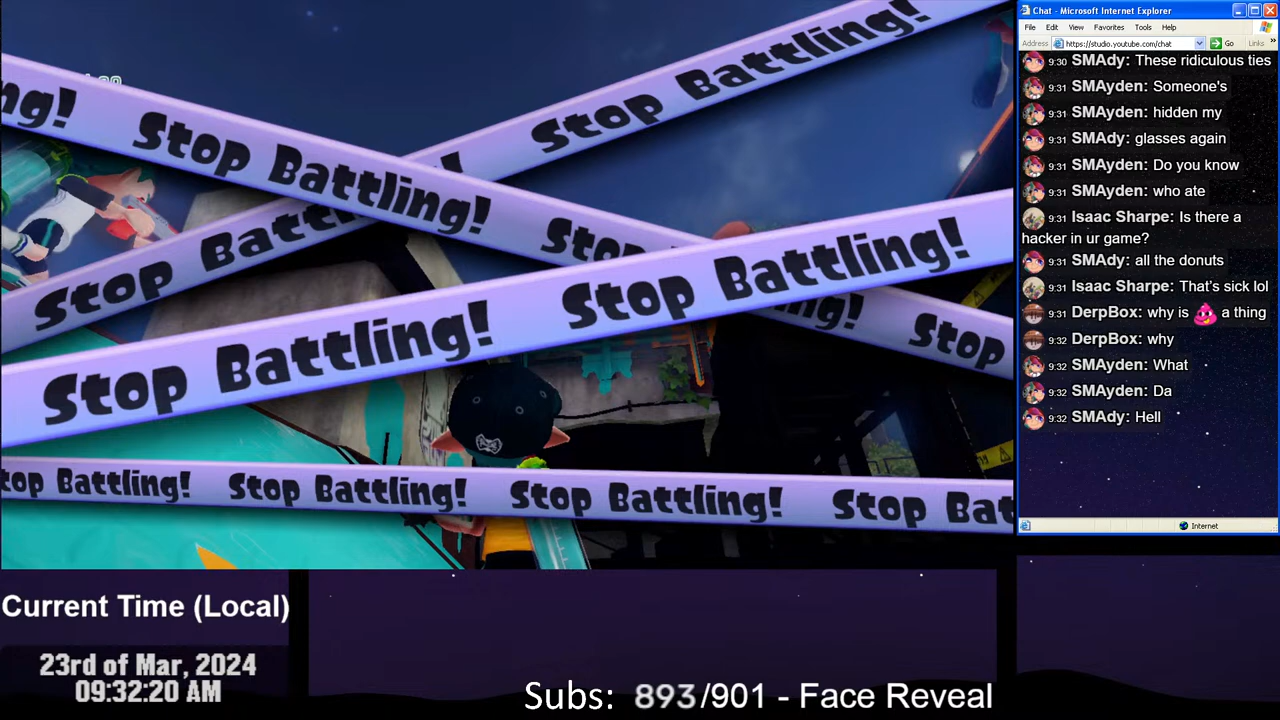 Chat - Microsoft Internet Explorer
File Edit View Favorites Tools Help
Address https://studio.youtube.com/chat Go Links »
9:30 SMAdy: These ridiculous ties
9:31 SMAyden: Someone's
9:31 SMAyden: hidden my
9:31 SMAdy: glasses again
9:31 SMAyden: Do you know
9:31 SMAyden: who ate
9:31 Isaac Sharpe: Is there a
hacker in ur game?
9:31 SMAdy: all the donuts
9:31 Isaac Sharpe: That's sick lol
9:31 DerpBox: why is 💩 a thing
9:32 DerpBox: why
9:32 SMAyden: What
9:32 SMAyden: Da
9:32 SMAdy: Hell
Internet
ng! Stop Battling! Stop
ling! Stop
Stop Battling! Stop Battling!
Stop Battling! Stop Battling!
top Battling! Stop Battling! Stop Battling! Stop Bat
Current Time (Local)
23rd of Mar, 2024
09:32:20 AM
Subs: 893/901 - Face Reveal